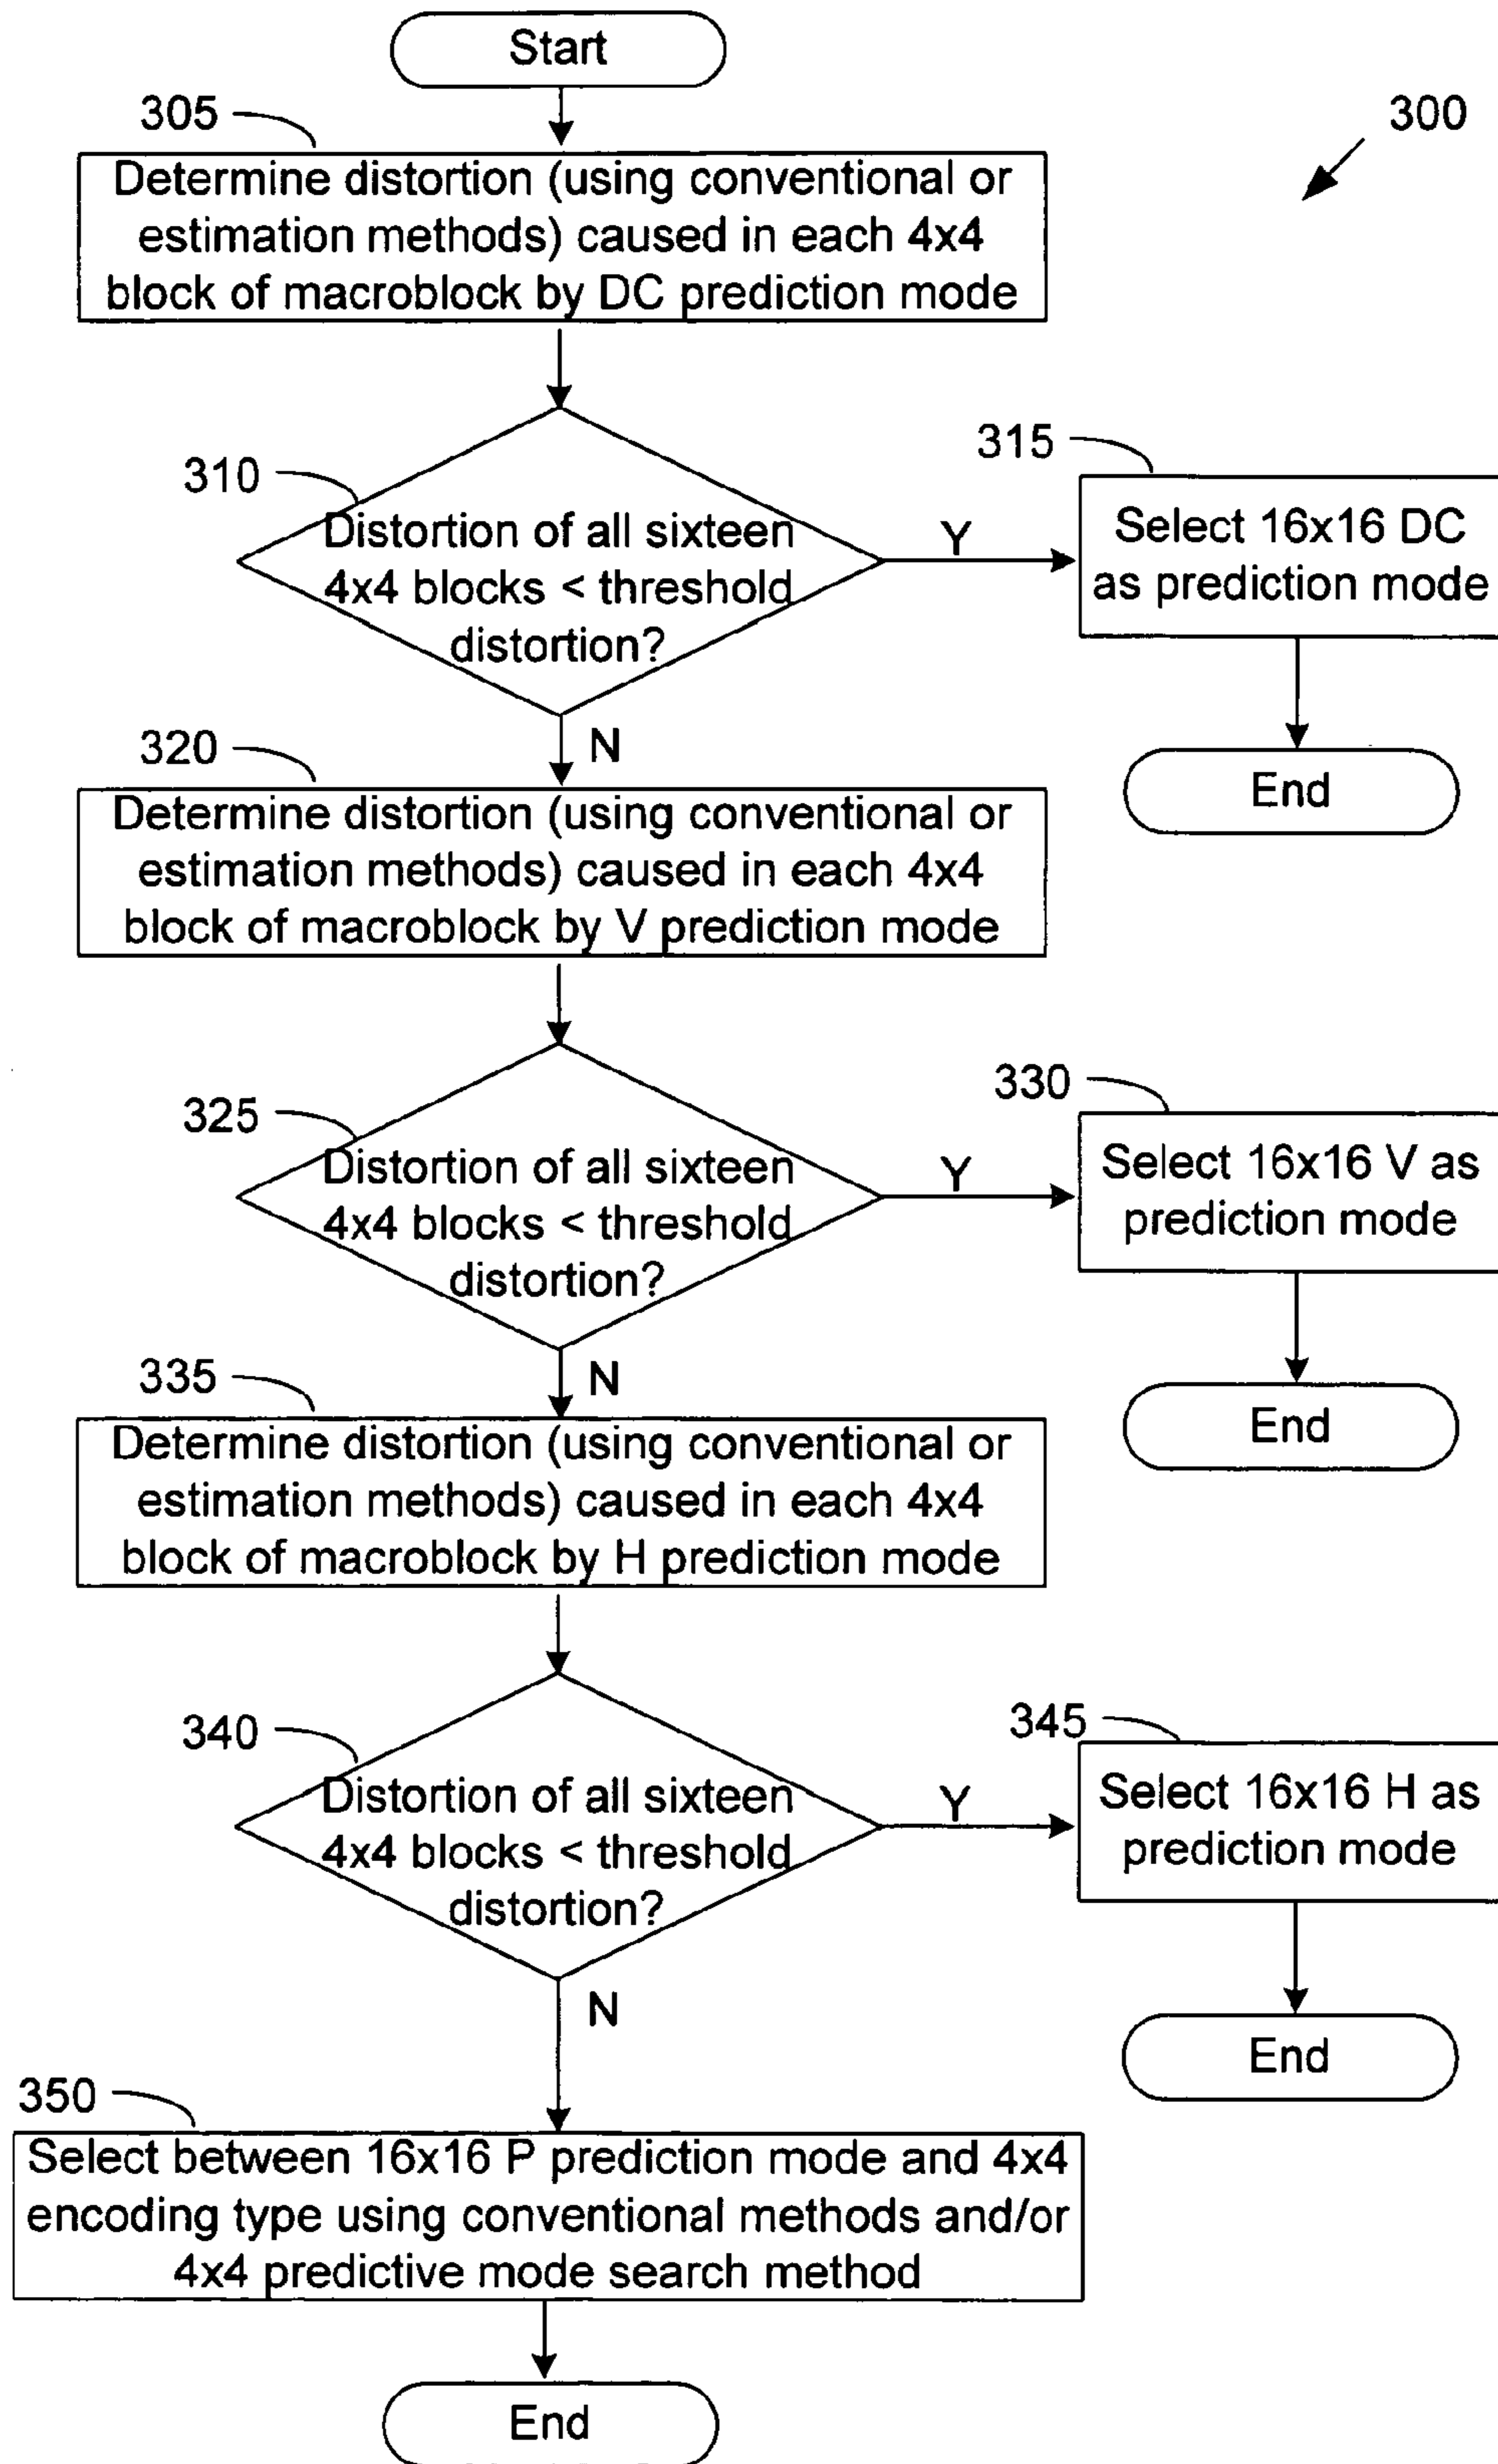 Start
305
300
Determine distortion (using conventional or
estimation methods) caused in each 4x4
block of macroblock by DC prediction mode
310
Distortion of all sixteen
4x4 blocks < threshold
distortion?
Y
315
Select 16x16 DC
as prediction mode
End
N
320
Determine distortion (using conventional or
estimation methods) caused in each 4x4
block of macroblock by V prediction mode
325
Distortion of all sixteen
4x4 blocks < threshold
distortion?
Y
330
Select 16x16 V as
prediction mode
End
N
335
Determine distortion (using conventional or
estimation methods) caused in each 4x4
block of macroblock by H prediction mode
340
Distortion of all sixteen
4x4 blocks < threshold
distortion?
Y
345
Select 16x16 H as
prediction mode
End
N
350
Select between 16x16 P prediction mode and 4x4
encoding type using conventional methods and/or
4x4 predictive mode search method
End